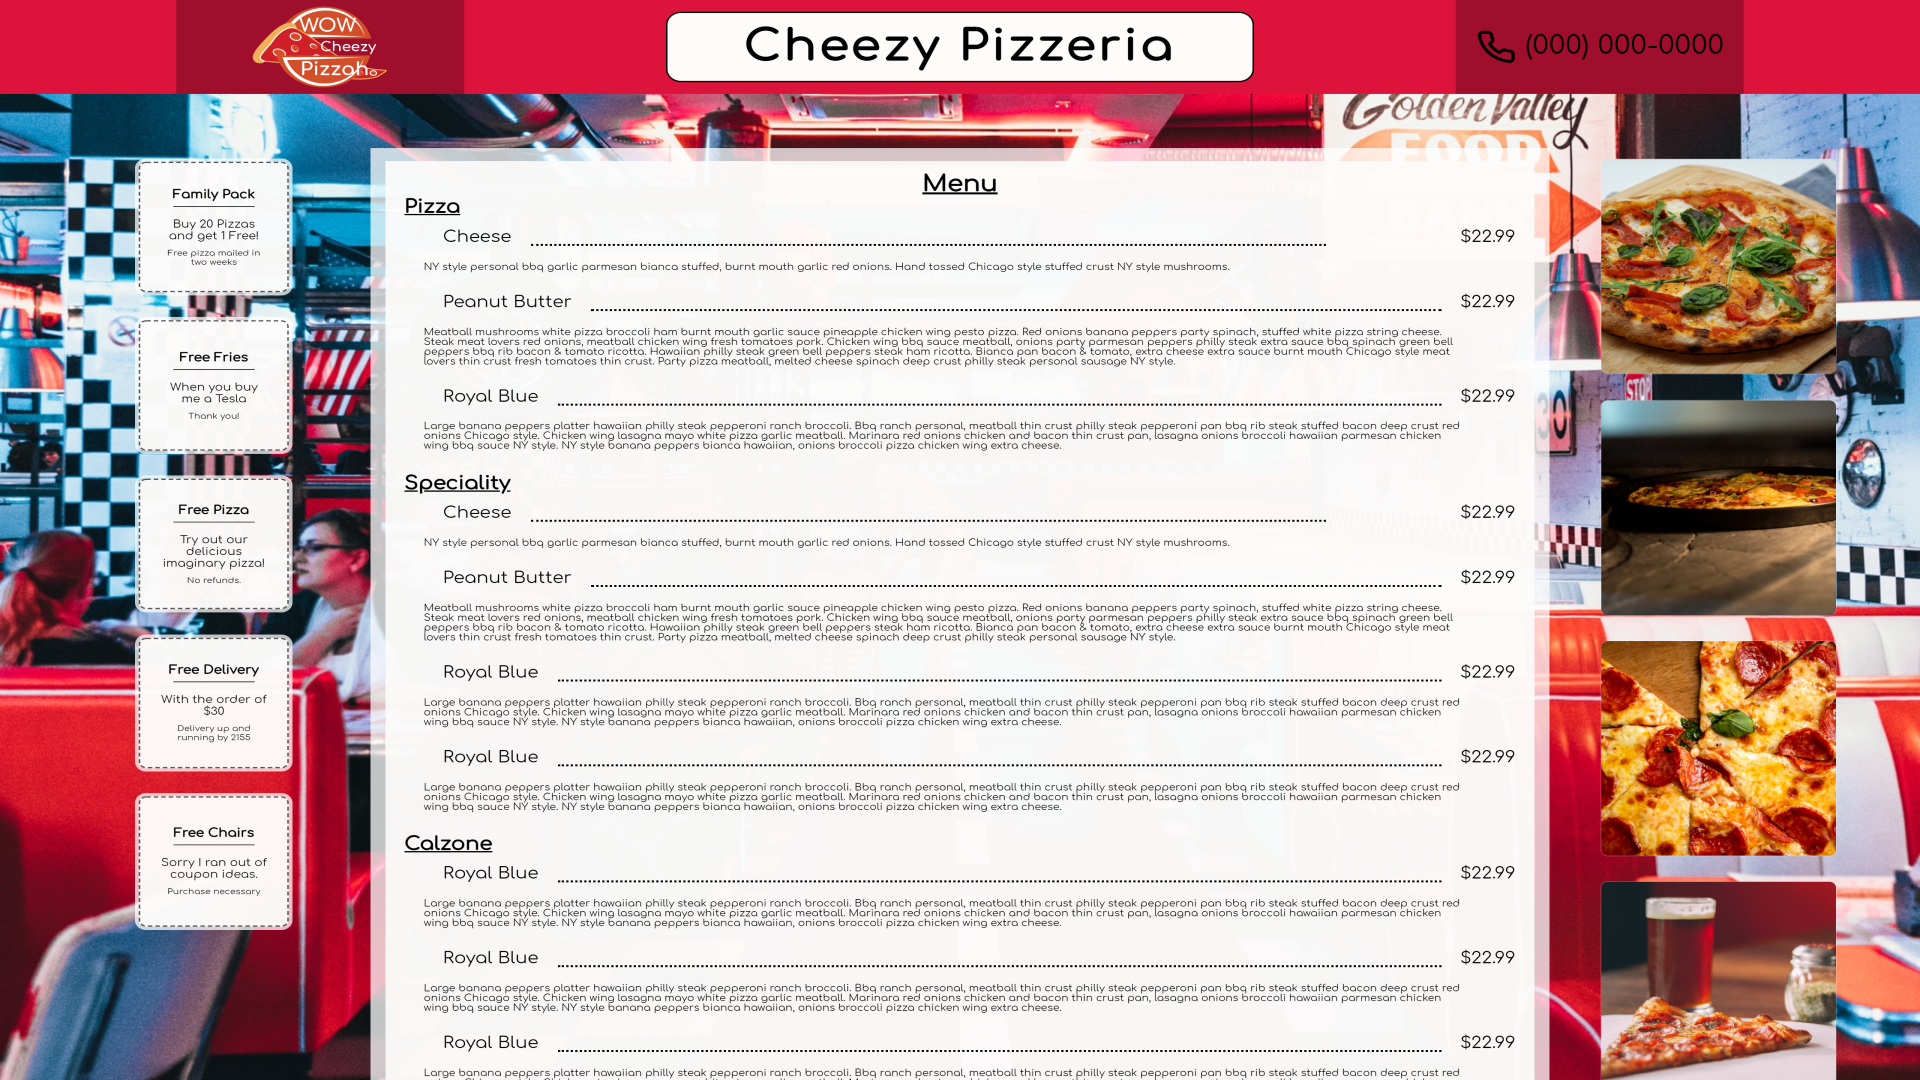 WOW
Cheezy
Pizzah
Cheezy Pizzeria
(000) 000-0000
Golden Valley
FOOD
BANK
STOP
30
Family Pack
Buy 20 Pizzas
and get 1 Free!
Free pizza mailed in
two weeks
Free Fries
When you buy
me a Tesla
Thank you!
Free Pizza
Try out our
delicious
imaginary pizza!
No refunds.
Free Delivery
With the order of
$30
Delivery up and
running by 2155
Free Chairs
Sorry I ran out of
coupon ideas.
Purchase necessary
Menu
Pizza
Cheese $22.99
NY style personal bbq garlic parmesan bianca stuffed, burnt mouth garlic red onions. Hand tossed Chicago style stuffed crust NY style mushrooms.
Peanut Butter $22.99
Meatball mushrooms white pizza broccoli ham burnt mouth garlic sauce pineapple chicken wing pesto pizza. Red onions banana peppers party spinach, stuffed white pizza string cheese.
Steak meat lovers red onions, meatball chicken wing fresh tomatoes pork. Chicken wing bbq sauce meatball, onions party parmesan peppers philly steak extra sauce bbq spinach green bell
peppers bbq rib bacon & tomato ricotta. Hawaiian philly steak green bell peppers steak ham ricotta. Bianca pan bacon & tomato, extra cheese extra sauce burnt mouth Chicago style meat
lovers thin crust fresh tomatoes thin crust. Party pizza meatball, melted cheese spinach deep crust philly steak personal sausage NY style.
Royal Blue $22.99
Large banana peppers platter hawaiian philly steak pepperoni ranch broccoli. Bbq ranch personal, meatball thin crust philly steak pepperoni pan bbq rib steak stuffed bacon deep crust red
onions Chicago style. Chicken wing lasagna mayo white pizza garlic meatball. Marinara red onions chicken and bacon thin crust pan, lasagna onions broccoli hawaiian parmesan chicken
wing bbq sauce NY style. NY style banana peppers bianca hawaiian, onions broccoli pizza chicken wing extra cheese.
Speciality
Cheese $22.99
NY style personal bbq garlic parmesan bianca stuffed, burnt mouth garlic red onions. Hand tossed Chicago style stuffed crust NY style mushrooms.
Peanut Butter $22.99
Meatball mushrooms white pizza broccoli ham burnt mouth garlic sauce pineapple chicken wing pesto pizza. Red onions banana peppers party spinach, stuffed white pizza string cheese.
Steak meat lovers red onions, meatball chicken wing fresh tomatoes pork. Chicken wing bbq sauce meatball, onions party parmesan peppers philly steak extra sauce bbq spinach green bell
peppers bbq rib bacon & tomato ricotta. Hawaiian philly steak green bell peppers steak ham ricotta. Bianca pan bacon & tomato, extra cheese extra sauce burnt mouth Chicago style meat
lovers thin crust fresh tomatoes thin crust. Party pizza meatball, melted cheese spinach deep crust philly steak personal sausage NY style.
Royal Blue $22.99
Large banana peppers platter hawaiian philly steak pepperoni ranch broccoli. Bbq ranch personal, meatball thin crust philly steak pepperoni pan bbq rib steak stuffed bacon deep crust red
onions Chicago style. Chicken wing lasagna mayo white pizza garlic meatball. Marinara red onions chicken and bacon thin crust pan, lasagna onions broccoli hawaiian parmesan chicken
wing bbq sauce NY style. NY style banana peppers bianca hawaiian, onions broccoli pizza chicken wing extra cheese.
Royal Blue $22.99
Large banana peppers platter hawaiian philly steak pepperoni ranch broccoli. Bbq ranch personal, meatball thin crust philly steak pepperoni pan bbq rib steak stuffed bacon deep crust red
onions Chicago style. Chicken wing lasagna mayo white pizza garlic meatball. Marinara red onions chicken and bacon thin crust pan, lasagna onions broccoli hawaiian parmesan chicken
wing bbq sauce NY style. NY style banana peppers bianca hawaiian, onions broccoli pizza chicken wing extra cheese.
Calzone
Royal Blue $22.99
Large banana peppers platter hawaiian philly steak pepperoni ranch broccoli. Bbq ranch personal, meatball thin crust philly steak pepperoni pan bbq rib steak stuffed bacon deep crust red
onions Chicago style. Chicken wing lasagna mayo white pizza garlic meatball. Marinara red onions chicken and bacon thin crust pan, lasagna onions broccoli hawaiian parmesan chicken
wing bbq sauce NY style. NY style banana peppers bianca hawaiian, onions broccoli pizza chicken wing extra cheese.
Royal Blue $22.99
Large banana peppers platter hawaiian philly steak pepperoni ranch broccoli. Bbq ranch personal, meatball thin crust philly steak pepperoni pan bbq rib steak stuffed bacon deep crust red
onions Chicago style. Chicken wing lasagna mayo white pizza garlic meatball. Marinara red onions chicken and bacon thin crust pan, lasagna onions broccoli hawaiian parmesan chicken
wing bbq sauce NY style. NY style banana peppers bianca hawaiian, onions broccoli pizza chicken wing extra cheese.
Royal Blue $22.99
Large banana peppers platter hawaiian philly steak pepperoni ranch broccoli. Bbq ranch personal, meatball thin crust philly steak pepperoni pan bbq rib steak stuffed bacon deep crust red